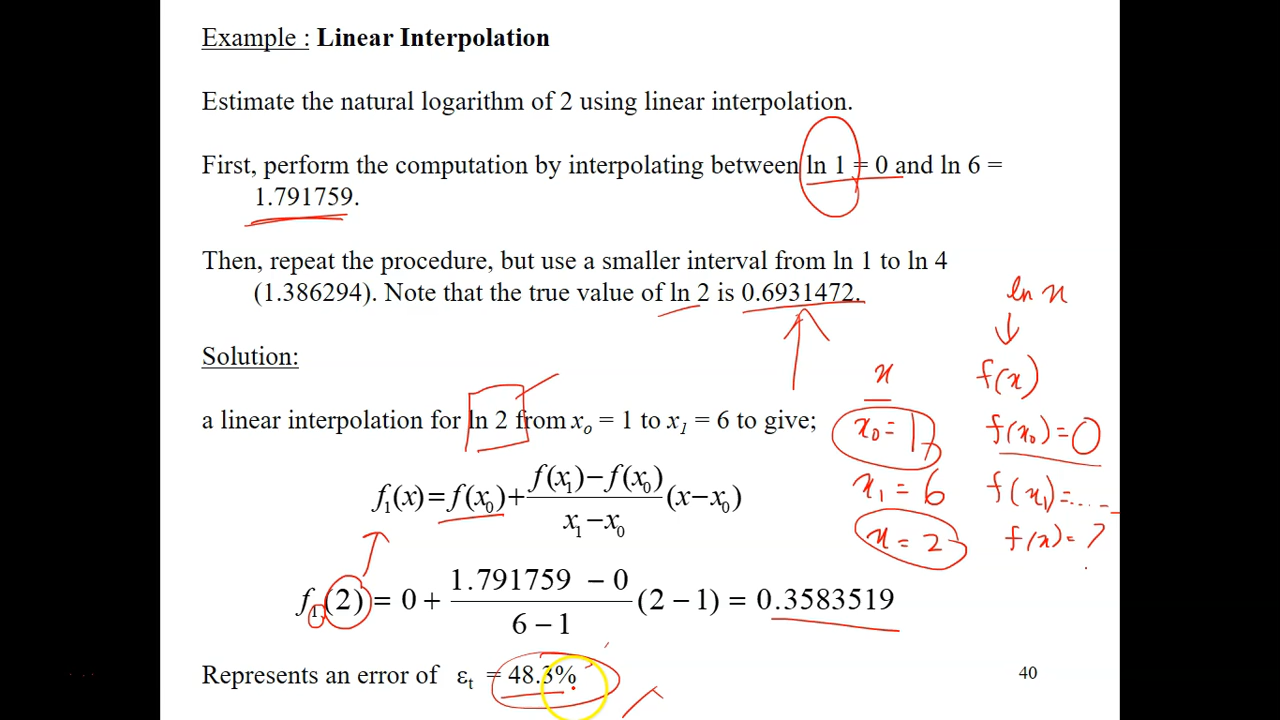 Example : Linear Interpolation
Estimate the natural logarithm of 2 using linear interpolation.
First, perform the computation by interpolating between ln 1 = 0 and ln 6 =
1.791759.
Then, repeat the procedure, but use a smaller interval from ln 1 to ln 4
(1.386294). Note that the true value of ln 2 is 0.6931472.
Solution:
a linear interpolation for ln 2 from xₒ = 1 to x₁ = 6 to give;
f₁(x) = f(x₀) + (f(x₁) − f(x₀))/(x₁ − x₀) (x − x₀)
f₁(2) = 0 + (1.791759 − 0)/(6 − 1) (2 − 1) = 0.3583519
Represents an error of εₜ = 48.3%
40
ln x
x f(x)
x₀ = 1 f(x₀) = 0
x₁ = 6 f(x₁) = ....
x = 2 f(x) = ?